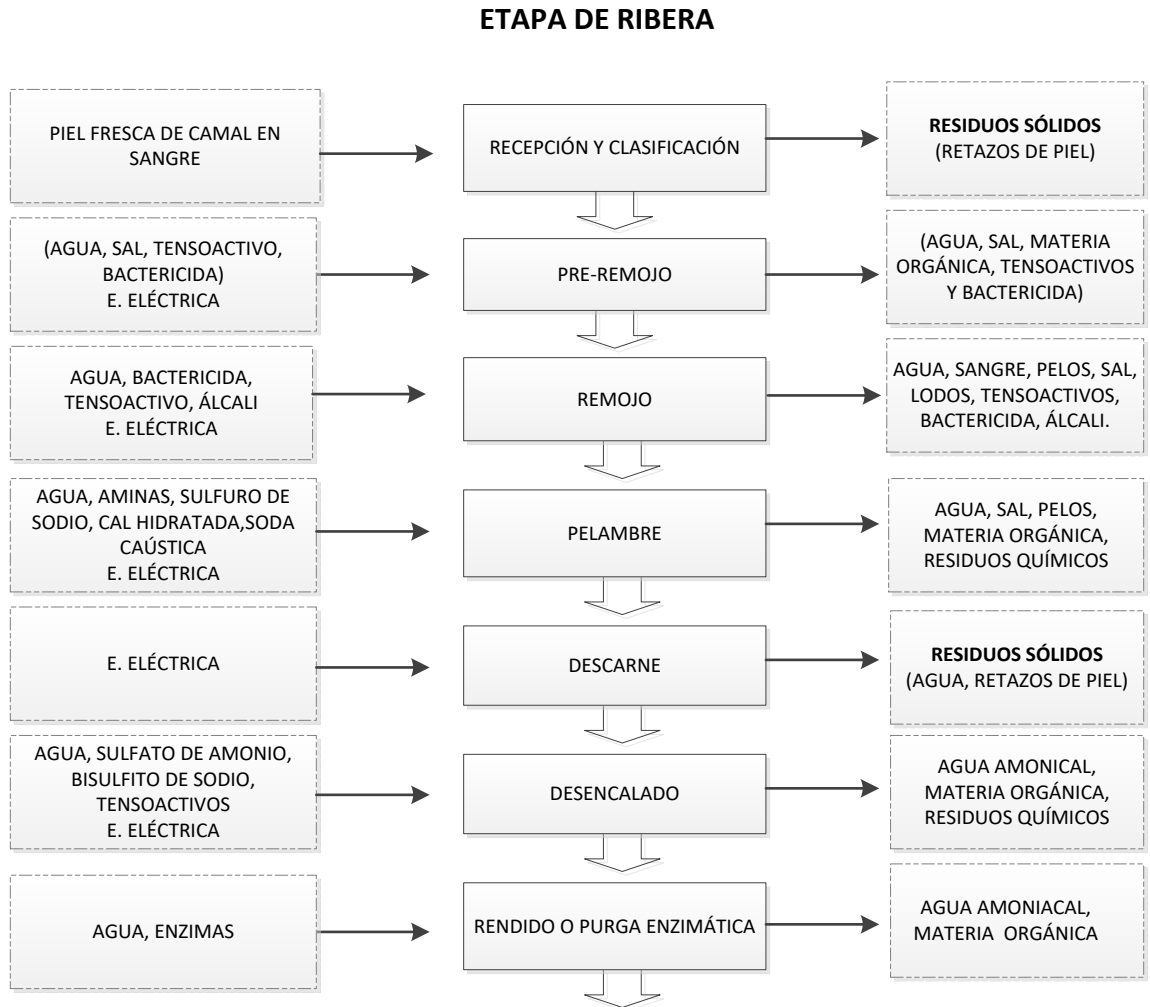 ETAPA DE RIBERA
PIEL FRESCA DE CAMAL EN
SANGRE
RECEPCIÓN Y CLASIFICACIÓN
RESIDUOS SÓLIDOS
(RETAZOS DE PIEL)
(AGUA, SAL, TENSOACTIVO,
BACTERICIDA)
E. ELÉCTRICA
PRE-REMOJO
(AGUA, SAL, MATERIA
ORGÁNICA, TENSOACTIVOS
Y BACTERICIDA)
AGUA, BACTERICIDA,
TENSOACTIVO, ÁLCALI
E. ELÉCTRICA
REMOJO
AGUA, SANGRE, PELOS, SAL,
LODOS, TENSOACTIVOS,
BACTERICIDA, ÁLCALI.
AGUA, AMINAS, SULFURO DE
SODIO, CAL HIDRATADA,SODA
CAÚSTICA
E. ELÉCTRICA
PELAMBRE
AGUA, SAL, PELOS,
MATERIA ORGÁNICA,
RESIDUOS QUÍMICOS
E. ELÉCTRICA
DESCARNE
RESIDUOS SÓLIDOS
(AGUA, RETAZOS DE PIEL)
AGUA, SULFATO DE AMONIO,
BISULFITO DE SODIO,
TENSOACTIVOS
E. ELÉCTRICA
DESENCALADO
AGUA AMONICAL,
MATERIA ORGÁNICA,
RESIDUOS QUÍMICOS
AGUA, ENZIMAS
RENDIDO O PURGA ENZIMÁTICA
AGUA AMONIACAL,
MATERIA ORGÁNICA